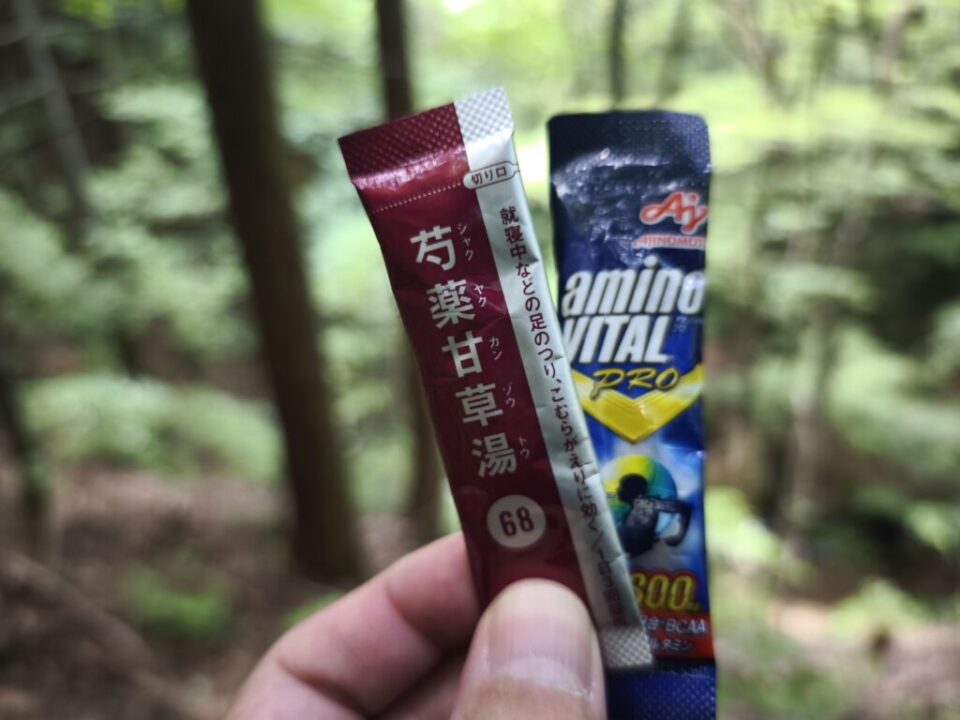 切り口
芍薬甘草湯
シャクヤクカンゾウトウ
68
就寝中などの足のつり、こむらがえりに効く
Aji
AJINOMOTO
amino
VITAL
PRO
BCAA